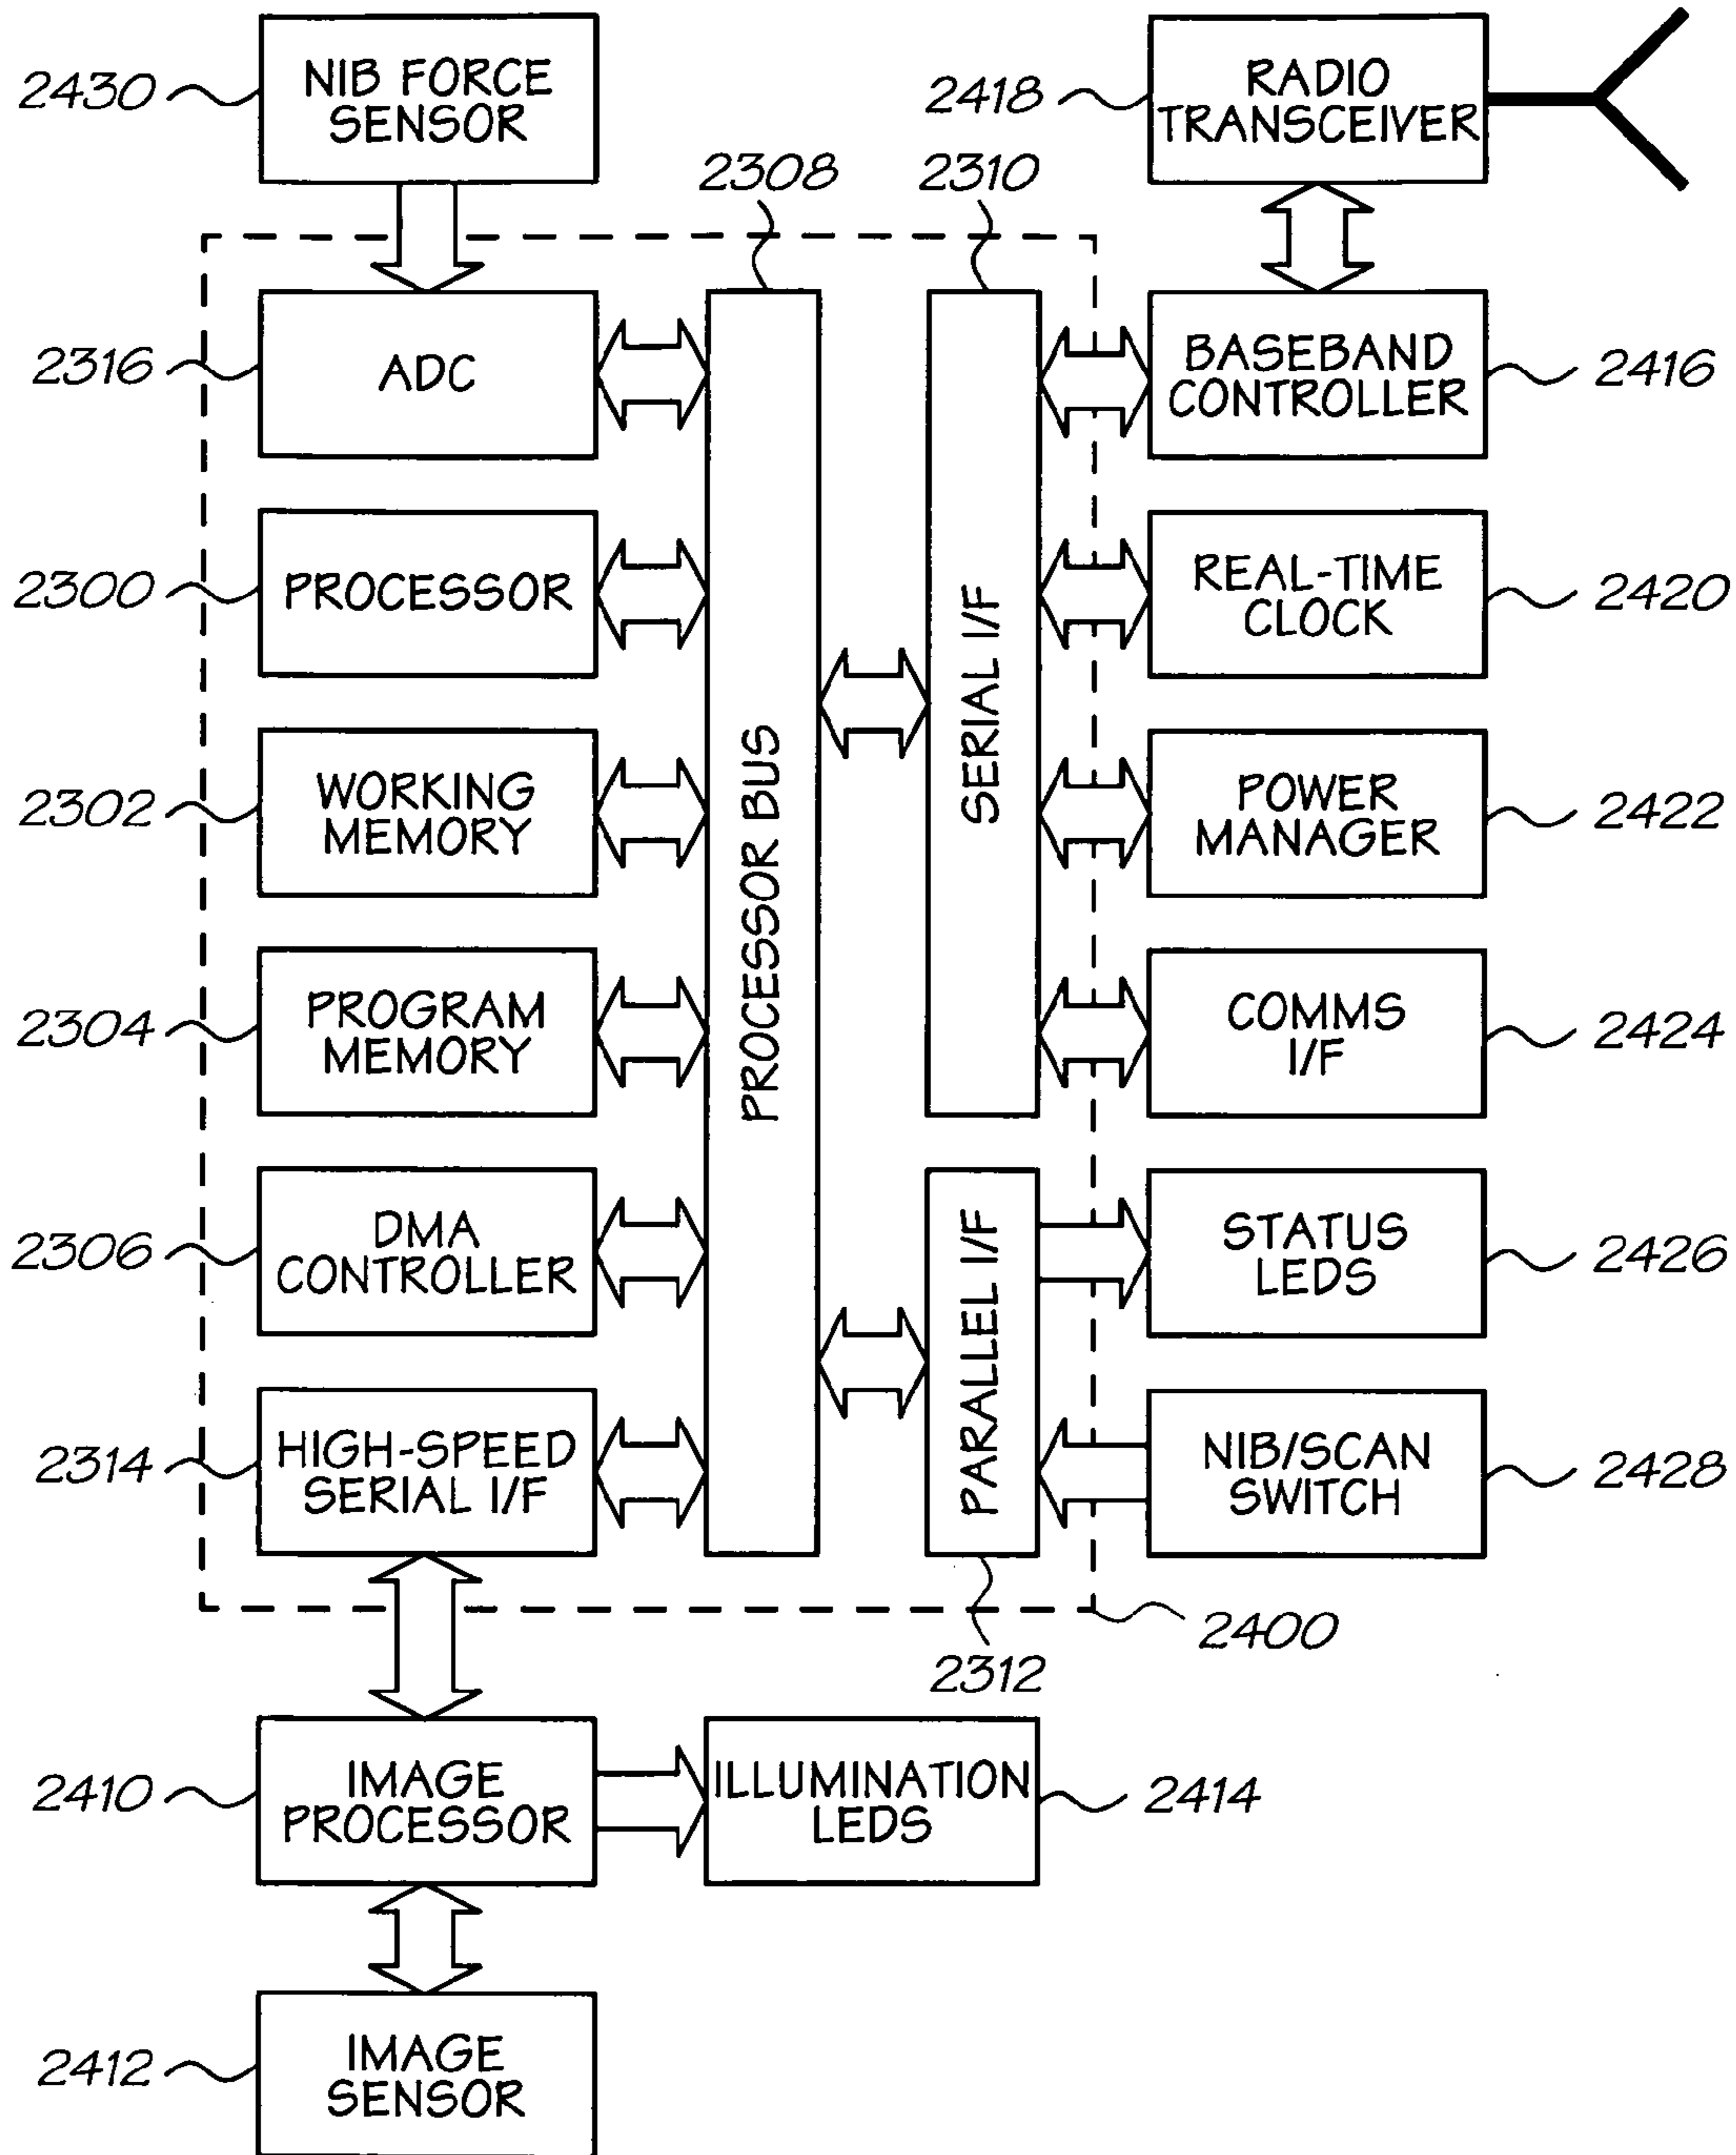 2430
NIB FORCE
SENSOR
2418
RADIO
TRANSCEIVER
2308
2310
2316
ADC
BASEBAND
CONTROLLER
2416
2300
PROCESSOR
REAL-TIME
CLOCK
2420
2302
WORKING
MEMORY
PROCESSOR BUS
SERIAL I/F
POWER
MANAGER
2422
2304
PROGRAM
MEMORY
COMMS
I/F
2424
2306
DMA
CONTROLLER
PARALLEL I/F
STATUS
LEDS
2426
2314
HIGH-SPEED
SERIAL I/F
NIB/SCAN
SWITCH
2428
2400
2312
2410
IMAGE
PROCESSOR
ILLUMINATION
LEDS
2414
2412
IMAGE
SENSOR